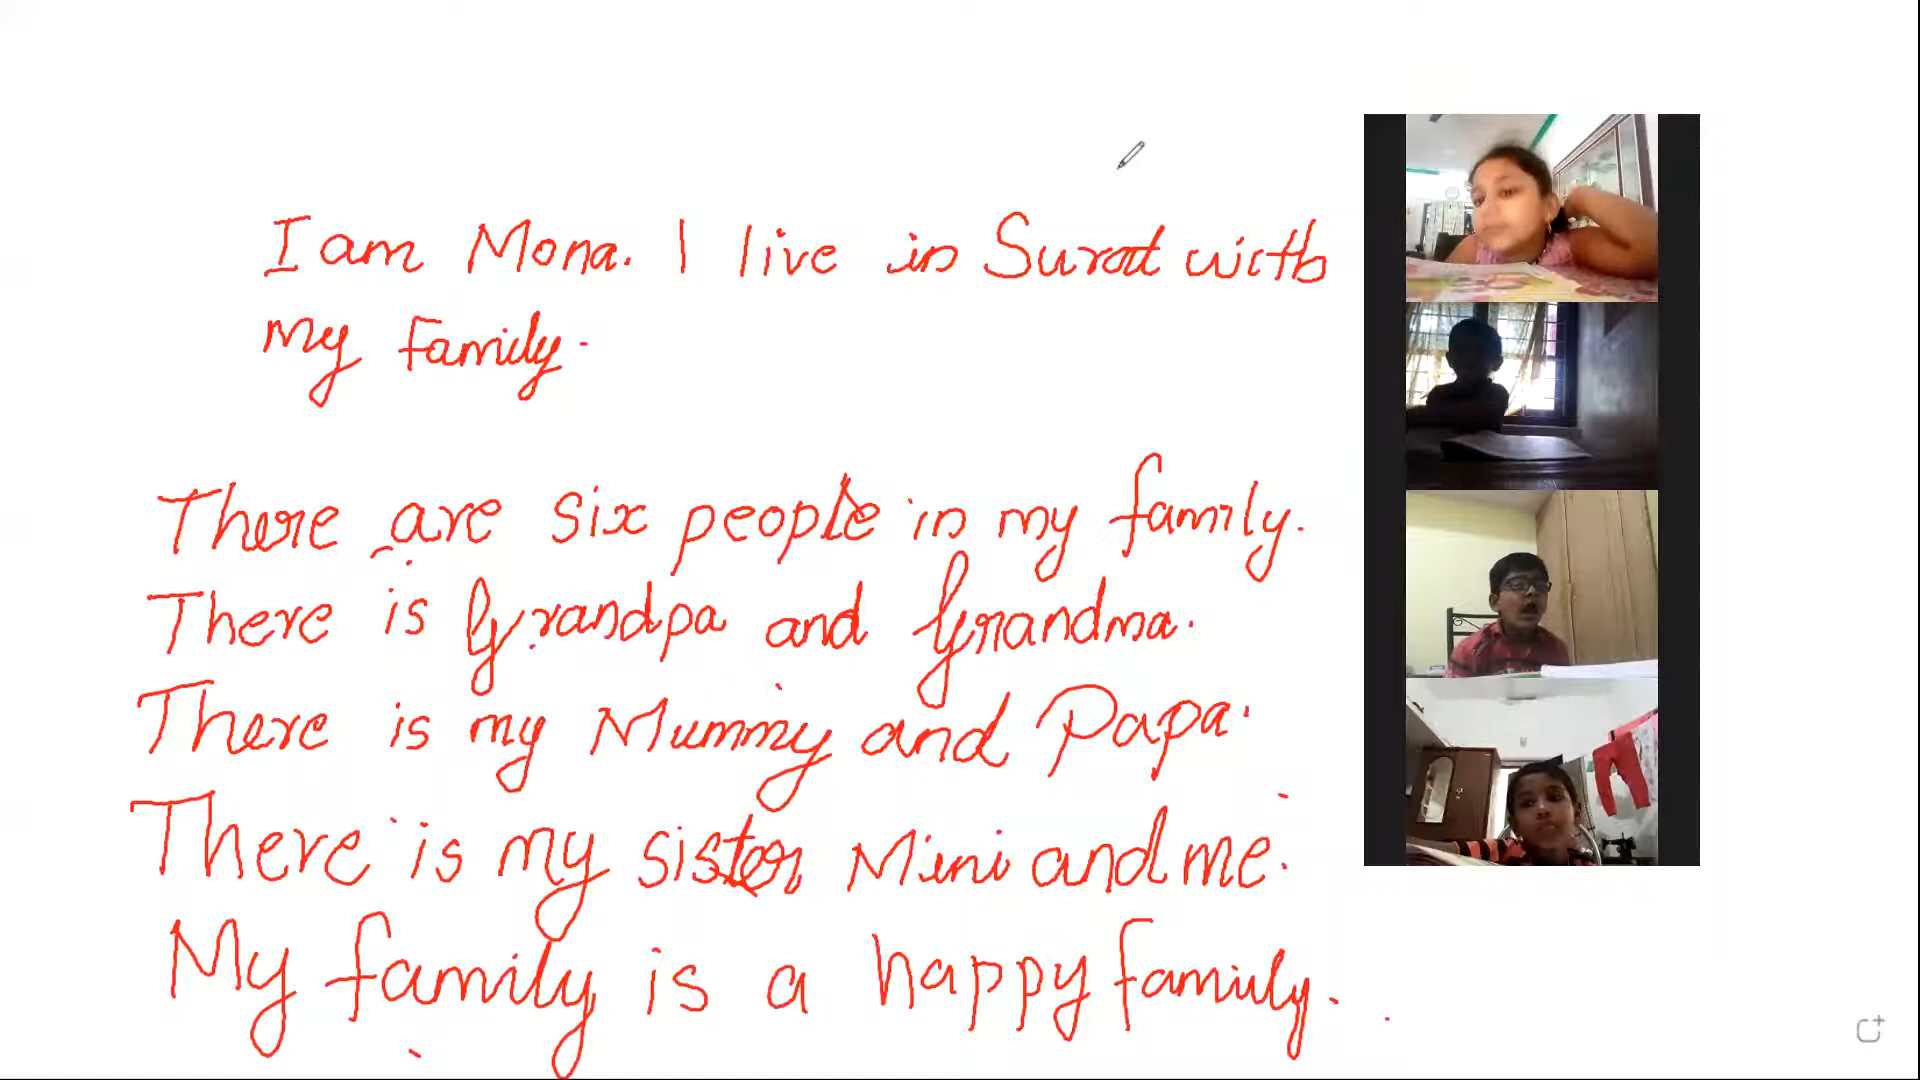 I am Mona. I live in Surat with
my family.
There are six people in my family.
There is Grandpa and Grandma.
There is my Mummy and Papa.
There is my sister Mini and me.
My family is a happy family.